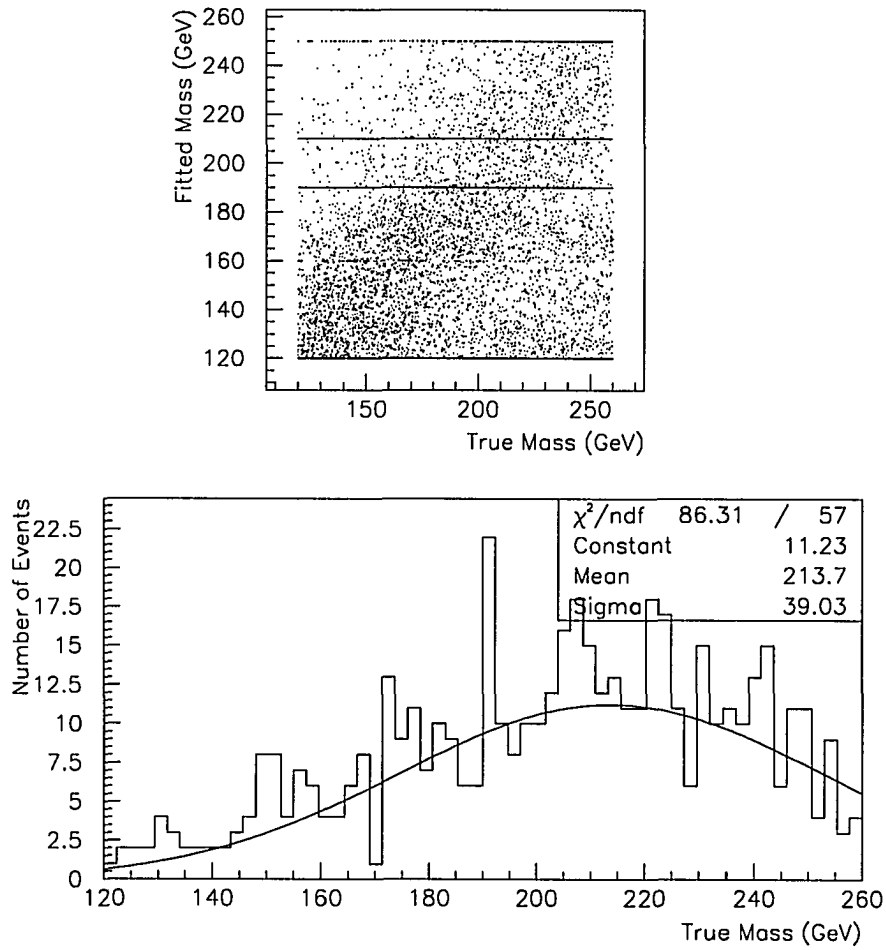 Fitted Mass (GeV)
260
240
220
200
180
160
140
120
150 200 250
True Mass (GeV)
Number of Events
22.5
20
17.5
15
12.5
10
7.5
5
2.5
0
χ²/ndf 86.31 / 57
Constant 11.23
Mean 213.7
Sigma 39.03
120 140 160 180 200 220 240 260
True Mass (GeV)